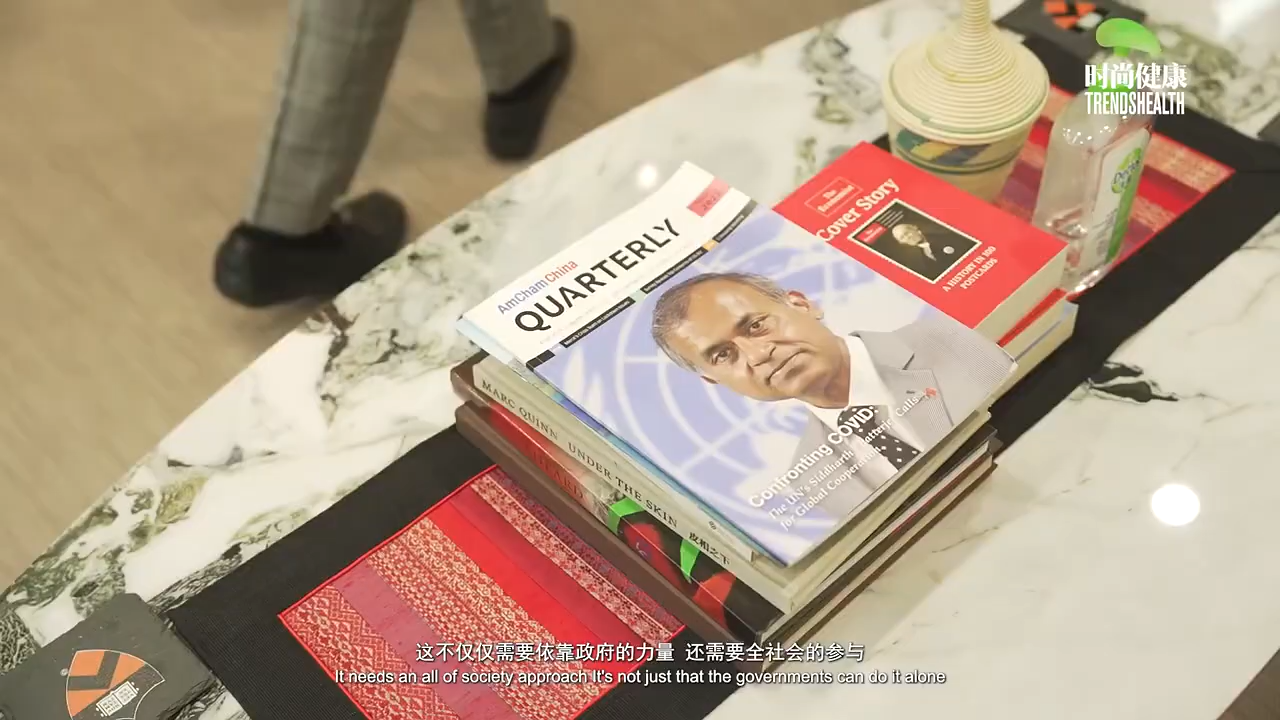 时尚健康
TRENDSHEALTH
AmCham China
QUARTERLY
Confronting COVID:
The UN's Siddharth Chatterjee Calls
for Global Cooperation
The
Economist
Cover Story
A HISTORY IN 100
POSTCARDS
MARC QUINN UNDER THE SKIN 皮相之下
这不仅仅需要依靠政府的力量 还需要全社会的参与
It needs an all of society approach It's not just that the governments can do it alone